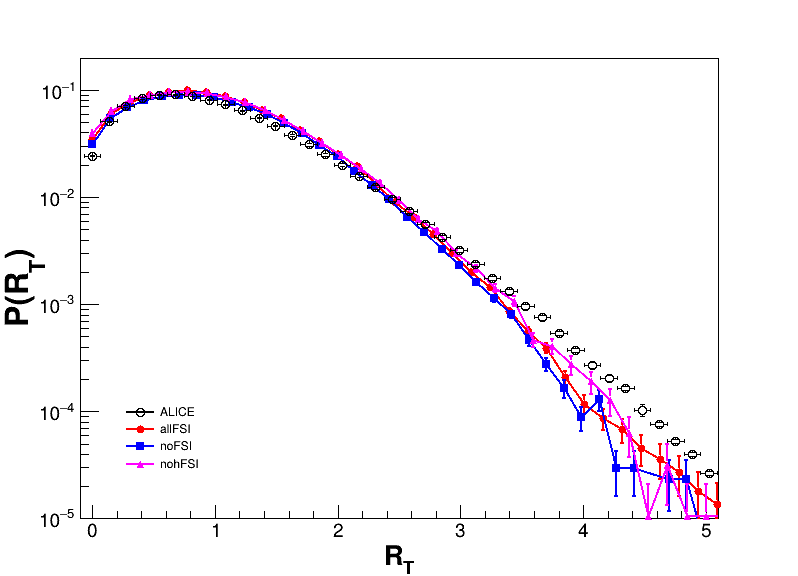 P(R_T)
10^-1
10^-2
10^-3
10^-4
10^-5
ALICE
allFSI
noFSI
nohFSI
0 1 2 3 4 5
R_T